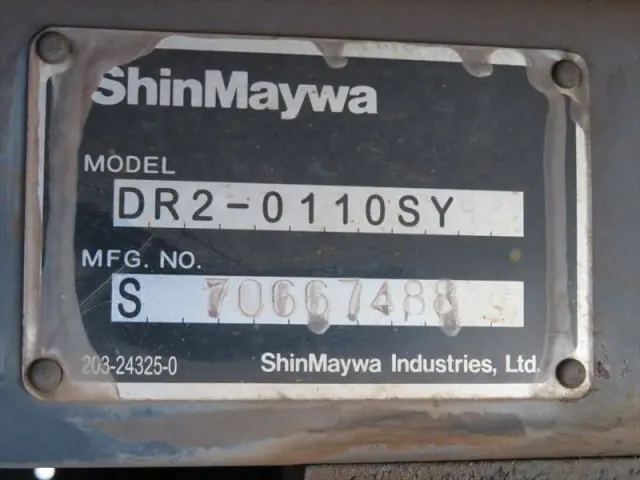 ShinMaywa
MODEL
DR2-0110SY
MFG. NO.
S 70667488
203-24325-0
ShinMaywa Industries, Ltd.